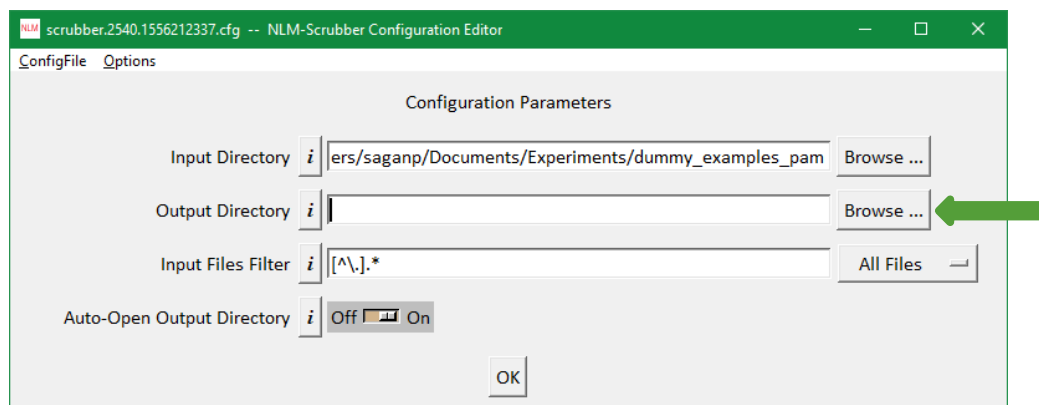 NLM scrubber.2540.1556212337.cfg -- NLM-Scrubber Configuration Editor
ConfigFile Options
Configuration Parameters
Input Directory i ers/saganp/Documents/Experiments/dummy_examples_pam Browse ...
Output Directory i Browse ...
Input Files Filter i [^\.].* All Files
Auto-Open Output Directory i Off On
OK